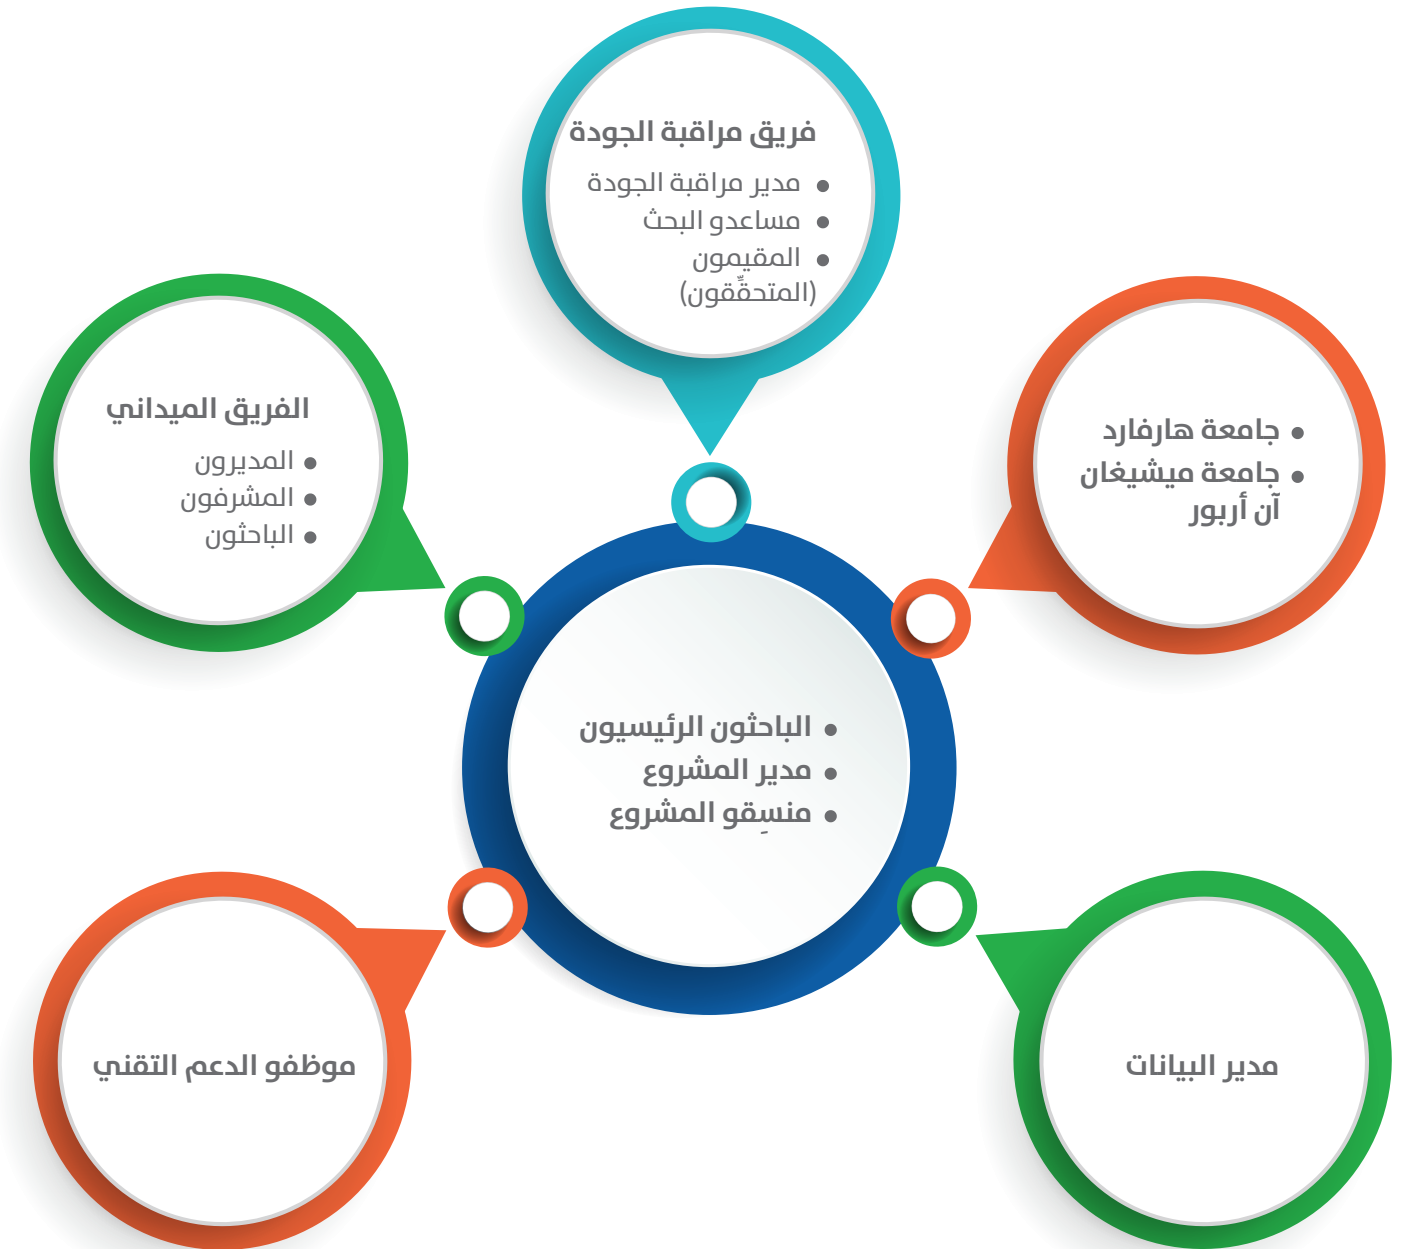 فريق مراقبة الجودة
• مدير مراقبة الجودة
• مساعدو البحث
• المقيمون
(المتحقِّقون)
• جامعة هارفارد
• جامعة ميشيغان
آن أربور
الفريق الميداني
• المديرون
• المشرفون
• الباحثون
• الباحثون الرئيسيون
• مدير المشروع
• منسِقو المشروع
مدير البيانات
موظفو الدعم التقني